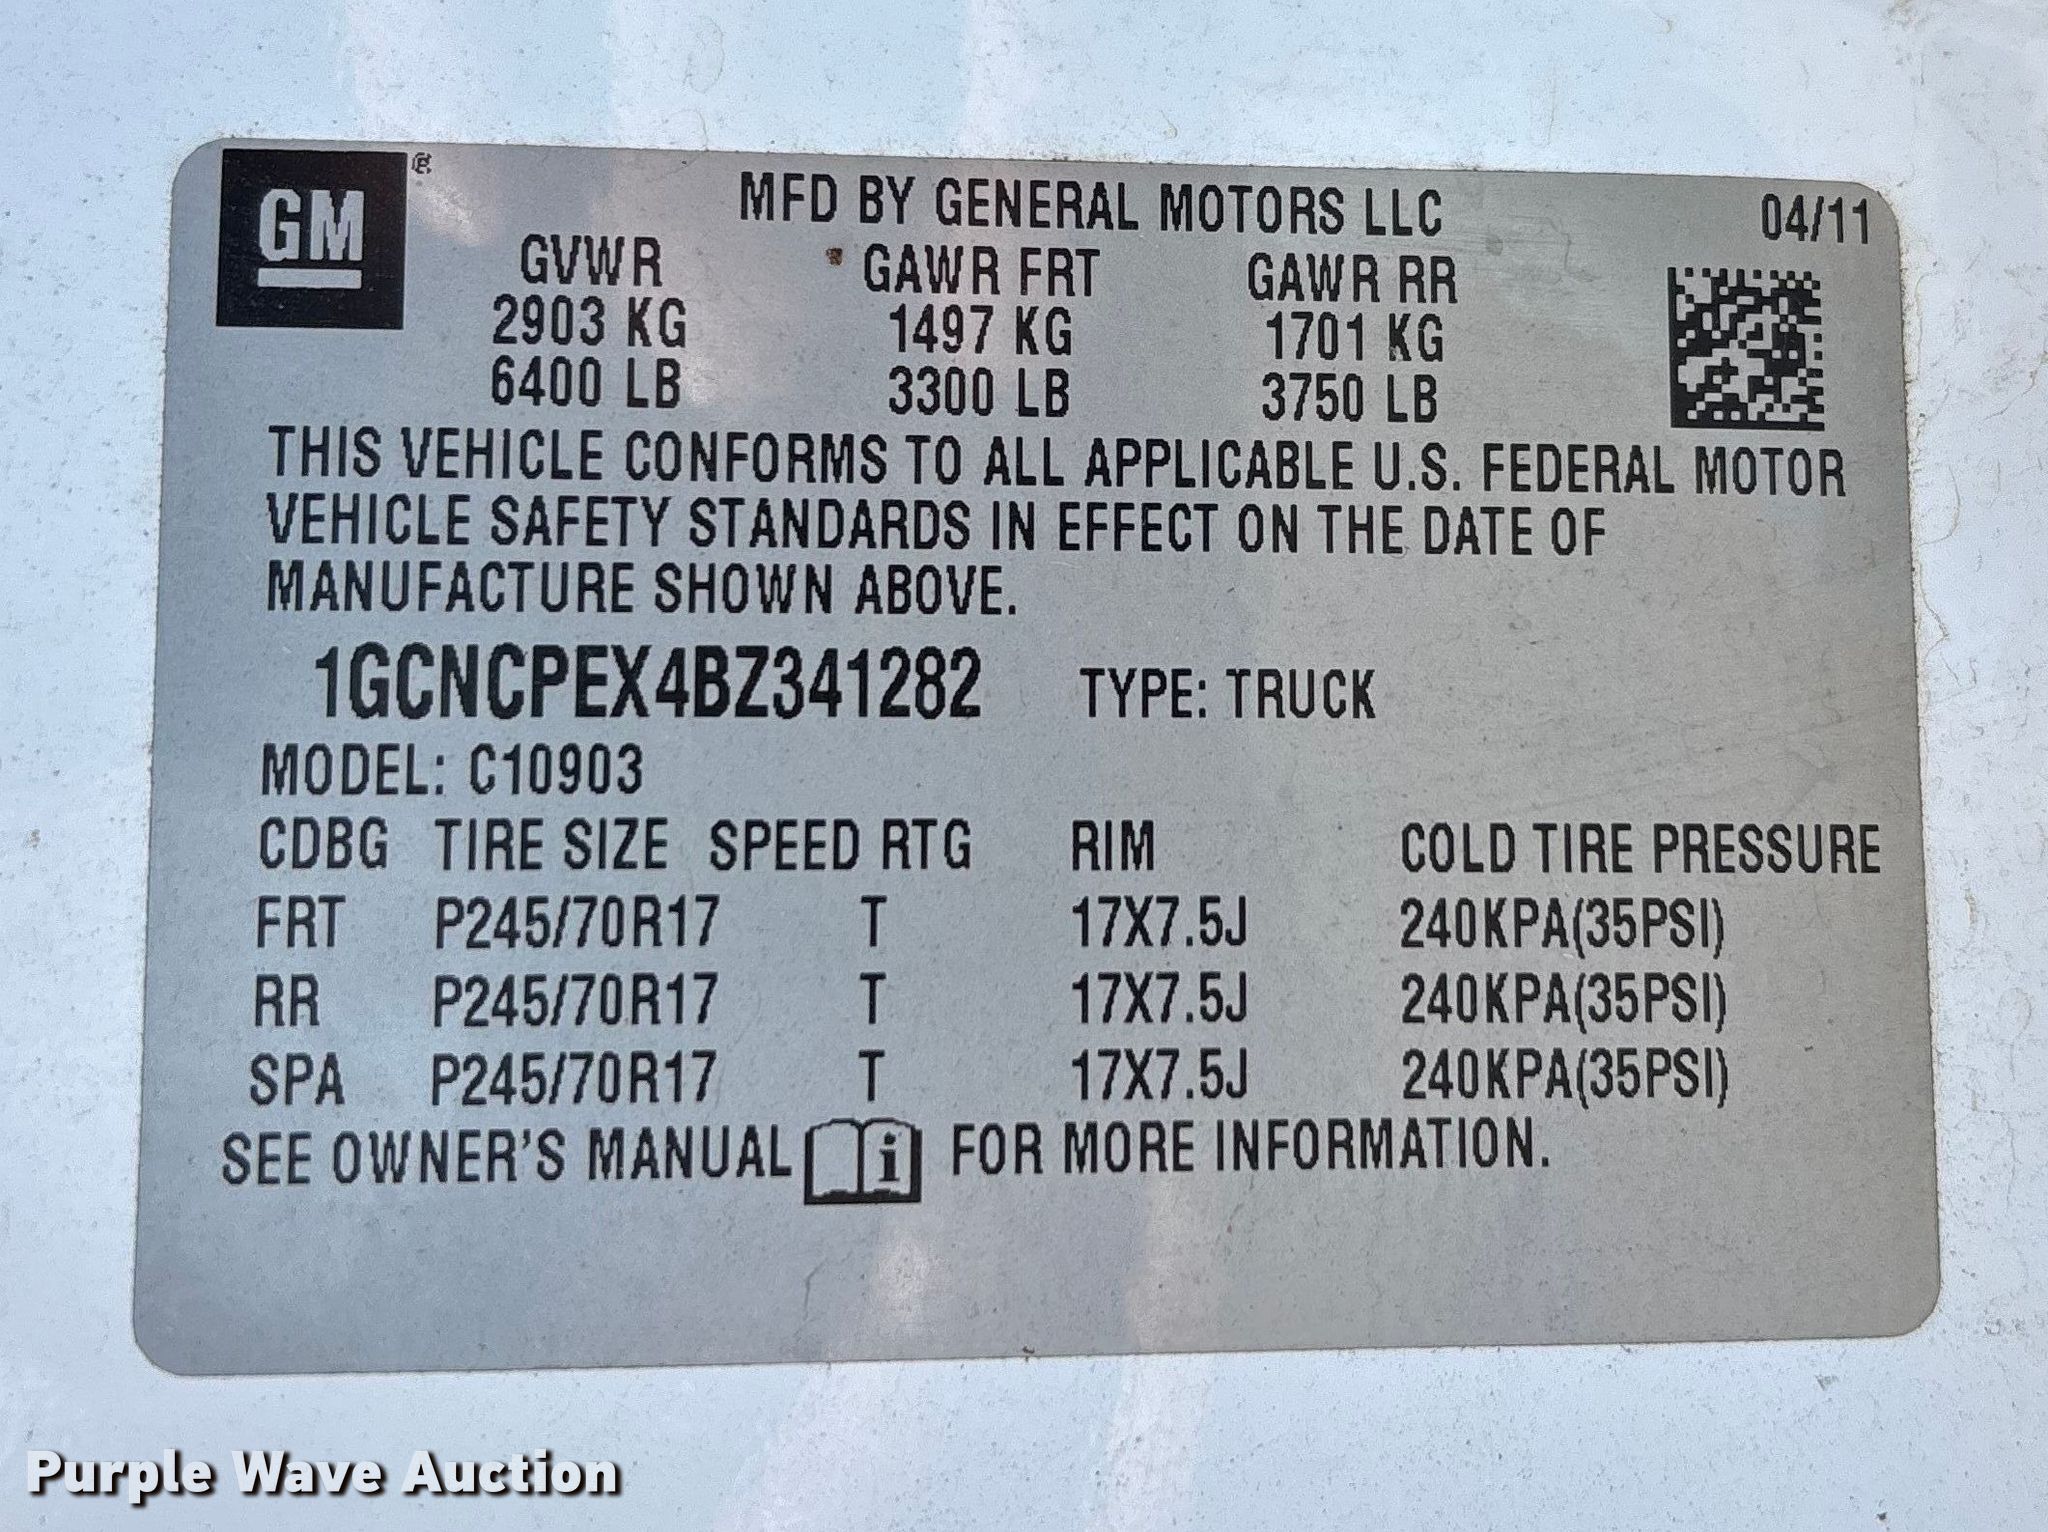 GM ®
MFD BY GENERAL MOTORS LLC 04/11
GVWR GAWR FRT GAWR RR
2903 KG 1497 KG 1701 KG
6400 LB 3300 LB 3750 LB
THIS VEHICLE CONFORMS TO ALL APPLICABLE U.S. FEDERAL MOTOR
VEHICLE SAFETY STANDARDS IN EFFECT ON THE DATE OF
MANUFACTURE SHOWN ABOVE.
1GCNCPEX4BZ341282 TYPE: TRUCK
MODEL: C10903
CDBG TIRE SIZE SPEED RTG RIM COLD TIRE PRESSURE
FRT P245/70R17 T 17X7.5J 240KPA(35PSI)
RR P245/70R17 T 17X7.5J 240KPA(35PSI)
SPA P245/70R17 T 17X7.5J 240KPA(35PSI)
SEE OWNER'S MANUAL i FOR MORE INFORMATION.
Purple Wave Auction